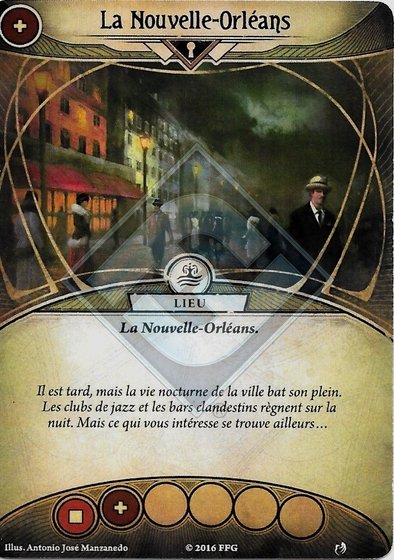 La Nouvelle-Orléans
LIEU
La Nouvelle-Orléans.
Il est tard, mais la vie nocturne de la ville bat son plein.
Les clubs de jazz et les bars clandestins règnent sur la
nuit. Mais ce qui vous intéresse se trouve ailleurs…
Illus. Antonio José Manzanedo
© 2016 FFG